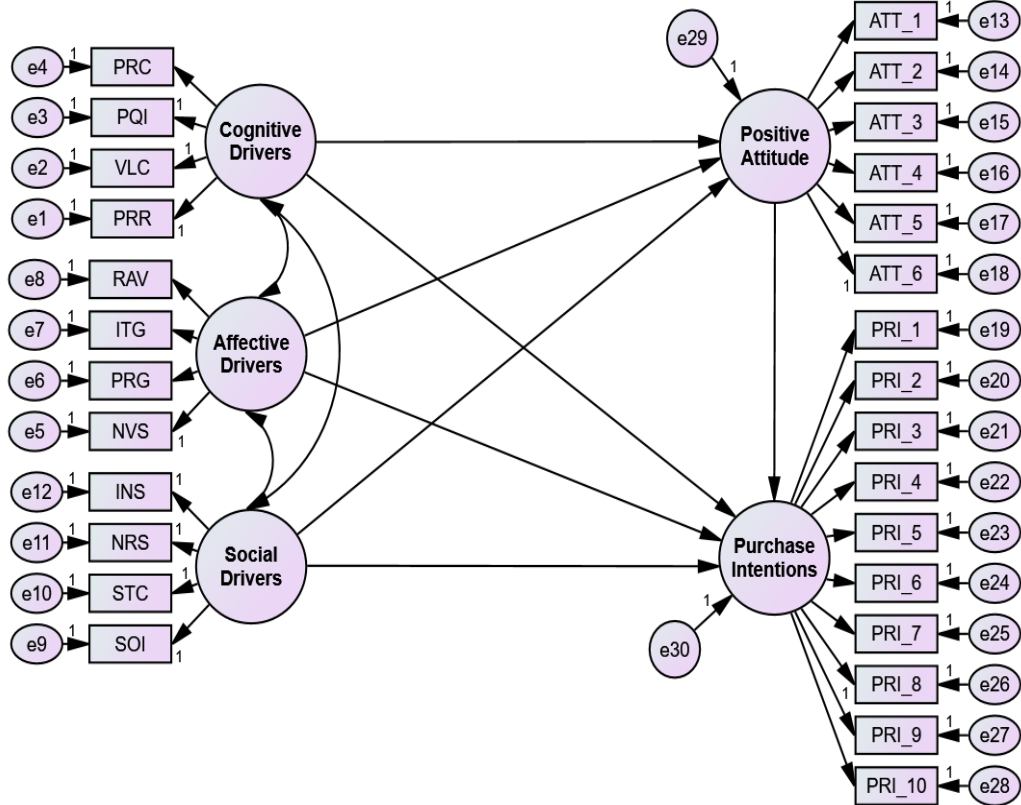 e4 1 PRC
e3 1 PQI 1
e2 1 VLC 1
e1 1 PRR 1
Cognitive
Drivers
e8 1 RAV
e7 1 ITG
e6 1 PRG
e5 1 NVS 1
Affective
Drivers
e12 1 INS 1
e11 1 NRS 1
e10 1 STC 1
e9 1 SOI 1
Social
Drivers
e29
1
Positive
Attitude
ATT_1 1 e13
ATT_2 1 e14
ATT_3 1 e15
ATT_4 1 e16
ATT_5 1 e17
1 ATT_6 1 e18
Purchase
Intentions
1
e30
PRI_1 1 e19
PRI_2 1 e20
PRI_3 1 e21
PRI_4 1 e22
PRI_5 1 e23
PRI_6 1 e24
PRI_7 1 e25
1 PRI_8 1 e26
PRI_9 1 e27
PRI_10 1 e28